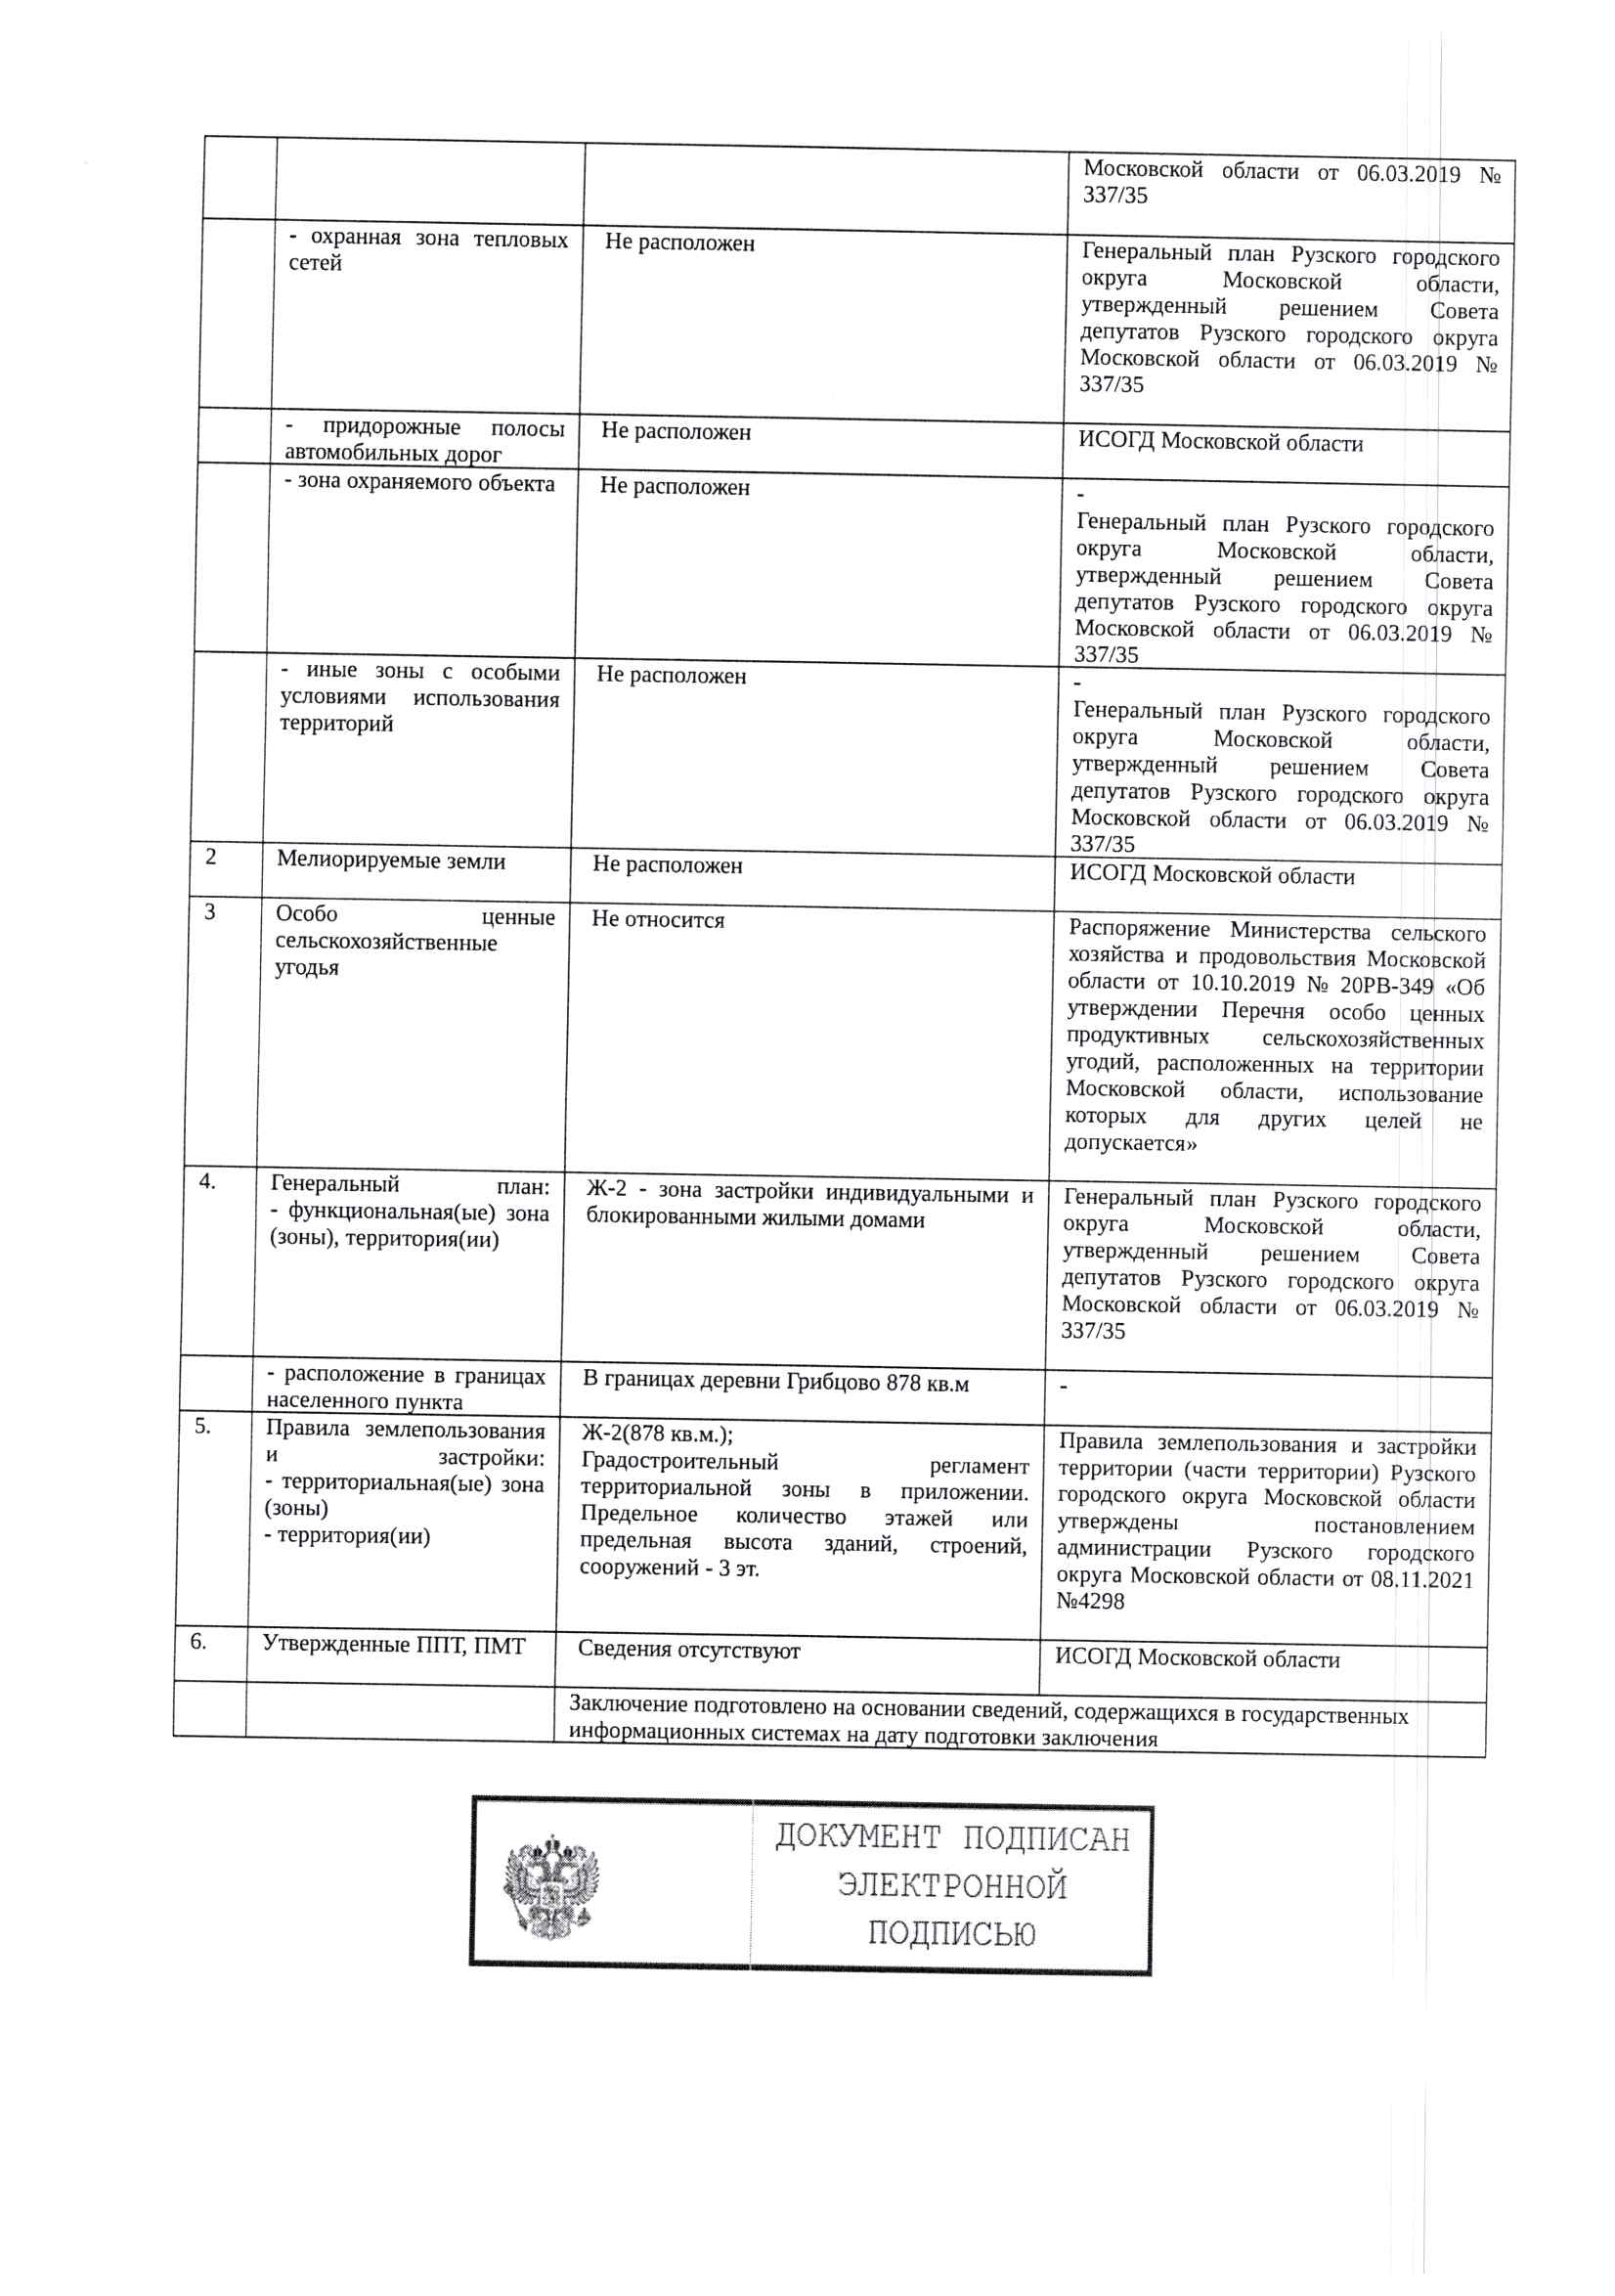 Московской области от 06.03.2019 №
337/35
- охранная зона тепловых
сетей
Не расположен
Генеральный план Рузского городского
округа Московской области,
утвержденный решением Совета
депутатов Рузского городского округа
Московской области от 06.03.2019 №
337/35
- придорожные полосы
автомобильных дорог
Не расположен
ИСОГД Московской области
- зона охраняемого объекта
Не расположен
-
Генеральный план Рузского городского
округа Московской области,
утвержденный решением Совета
депутатов Рузского городского округа
Московской области от 06.03.2019 №
337/35
- иные зоны с особыми
условиями использования
территорий
Не расположен
-
Генеральный план Рузского городского
округа Московской области,
утвержденный решением Совета
депутатов Рузского городского округа
Московской области от 06.03.2019 №
337/35
2
Мелиорируемые земли
Не расположен
ИСОГД Московской области
3
Особо ценные
сельскохозяйственные
угодья
Не относится
Распоряжение Министерства сельского
хозяйства и продовольствия Московской
области от 10.10.2019 № 20РВ-349 «Об
утверждении Перечня особо ценных
продуктивных сельскохозяйственных
угодий, расположенных на территории
Московской области, использование
которых для других целей не
допускается»
4.
Генеральный план:
- функциональная(ые) зона
(зоны), территория(ии)
Ж-2 - зона застройки индивидуальными и
блокированными жилыми домами
Генеральный план Рузского городского
округа Московской области,
утвержденный решением Совета
депутатов Рузского городского округа
Московской области от 06.03.2019 №
337/35
- расположение в границах
населенного пункта
В границах деревни Грибцово 878 кв.м
-
5.
Правила землепользования
и застройки:
- территориальная(ые) зона
(зоны)
- территория(ии)
Ж-2(878 кв.м.);
Градостроительный регламент
территориальной зоны в приложении.
Предельное количество этажей или
предельная высота зданий, строений,
сооружений - 3 эт.
Правила землепользования и застройки
территории (части территории) Рузского
городского округа Московской области
утверждены постановлением
администрации Рузского городского
округа Московской области от 08.11.2021
№4298
6.
Утвержденные ППТ, ПМТ
Сведения отсутствуют
ИСОГД Московской области
Заключение подготовлено на основании сведений, содержащихся в государственных
информационных системах на дату подготовки заключения
ДОКУМЕНТ ПОДПИСАН
ЭЛЕКТРОННОЙ
ПОДПИСЬЮ